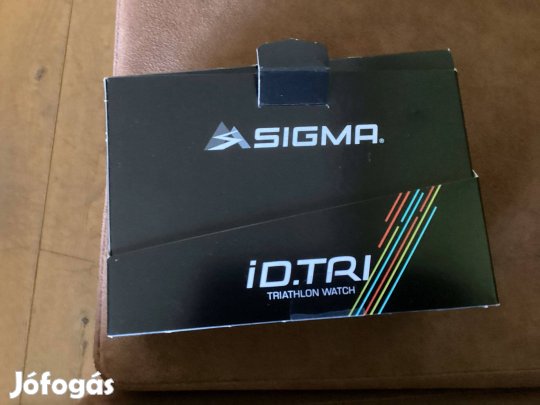 SIGMA®
iD.TRI
TRIATHLON WATCH
Jófogás